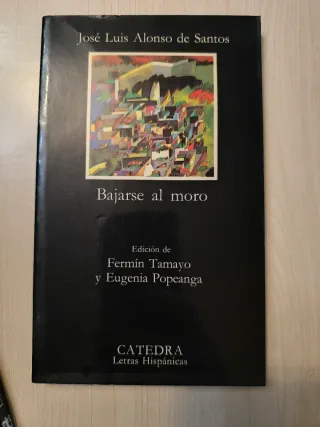 José Luis Alonso de Santos
Bajarse al moro
Edición de
Fermín Tamayo
y Eugenia Popeanga
CATEDRA
Letras Hispánicas